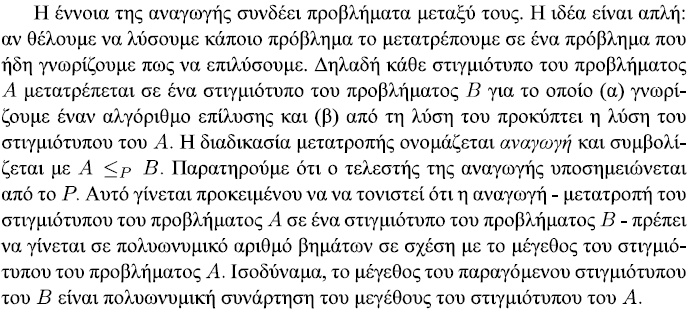 Η έννοια της αναγωγής συνδέει προβλήματα μεταξύ τους. Η ιδέα είναι απλή:
αν θέλουμε να λύσουμε κάποιο πρόβλημα το μετατρέπουμε σε ένα πρόβλημα που
ήδη γνωρίζουμε πως να επιλύσουμε. Δηλαδή κάθε στιγμιότυπο του προβλήματος
A μετατρέπεται σε ένα στιγμιότυπο του προβλήματος B για το οποίο (α) γνωρί-
ζουμε έναν αλγόριθμο επίλυσης και (β) από τη λύση του προκύπτει η λύση του
στιγμιότυπου του A. Η διαδικασία μετατροπής ονομάζεται αναγωγή και συμβολί-
ζεται με A ≤P B. Παρατηρούμε ότι ο τελεστής της αναγωγής υποσημειώνεται
από το P. Αυτό γίνεται προκειμένου να να τονιστεί ότι η αναγωγή - μετατροπή του
στιγμιότυπου του προβλήματος A σε ένα στιγμιότυπο του προβλήματος B - πρέπει
να γίνεται σε πολυωνυμικό αριθμό βημάτων σε σχέση με το μέγεθος του στιγμιό-
τυπου του προβλήματος A. Ισοδύναμα, το μέγεθος του παραγόμενου στιγμιότυπου
του B είναι πολυωνυμική συνάρτηση του μεγέθους του στιγμιότυπου του A.